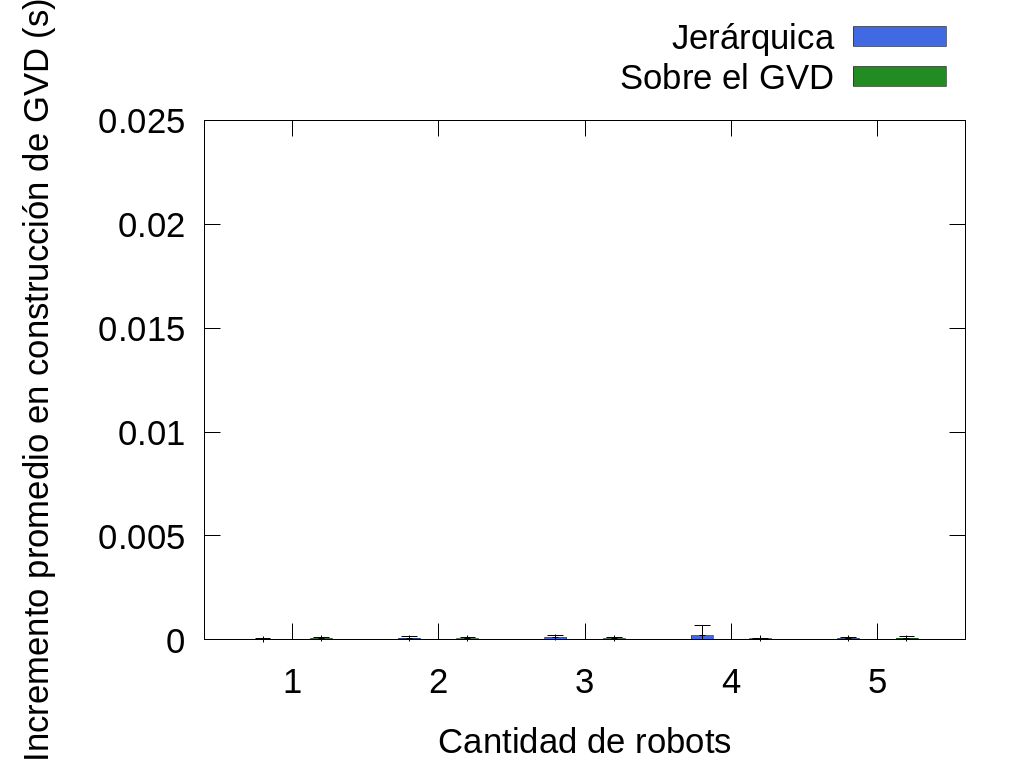 Jerárquica
Sobre el GVD
Incremento promedio en construcción de GVD (s)
0.025
0.02
0.015
0.01
0.005
0
1 2 3 4 5
Cantidad de robots